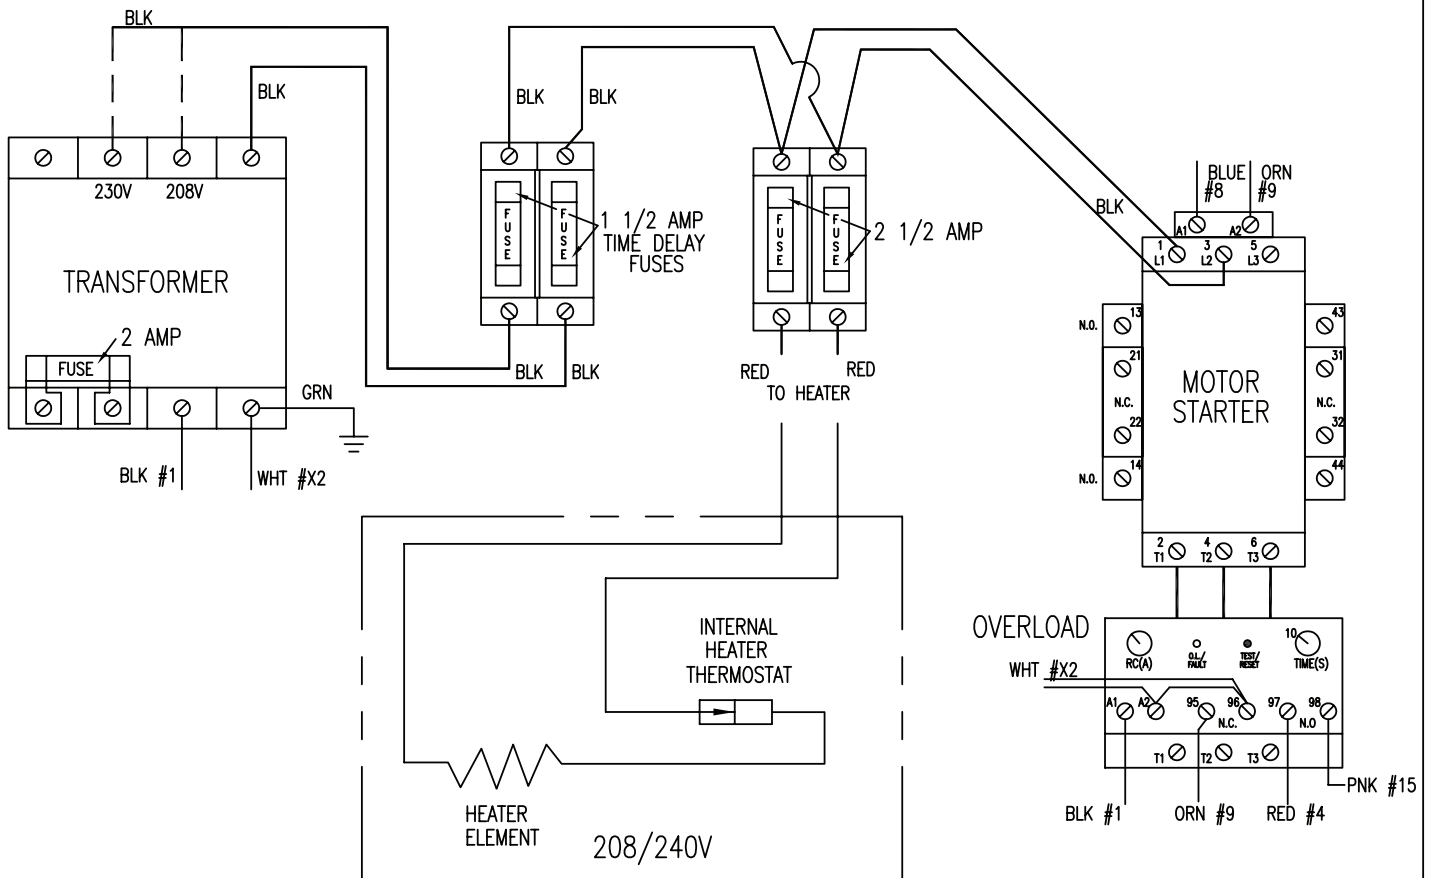 BLK
BLK
230V 208V
TRANSFORMER
2 AMP
FUSE
GRN
BLK #1
WHT #X2
BLK
BLK
FUSE
FUSE
1 1/2 AMP
TIME DELAY
FUSES
BLK
BLK
FUSE
FUSE
2 1/2 AMP
RED
RED
TO HEATER
INTERNAL
HEATER
THERMOSTAT
HEATER
ELEMENT
208/240V
BLK
BLUE
#8
ORN
#9
A1 A2
1 3 5
L1 L2 L3
N.O. 13
21
N.C.
22
N.O. 14
43
31
N.C.
32
44
MOTOR
STARTER
2 4 6
T1 T2 T3
OVERLOAD
RC(A)
O.L./
FAULT
TEST/
RESET
10
TIME(S)
WHT #X2
A1 A2 95 96 97 98
N.C. N.O
T1 T2 T3
PNK #15
BLK #1 ORN #9 RED #4